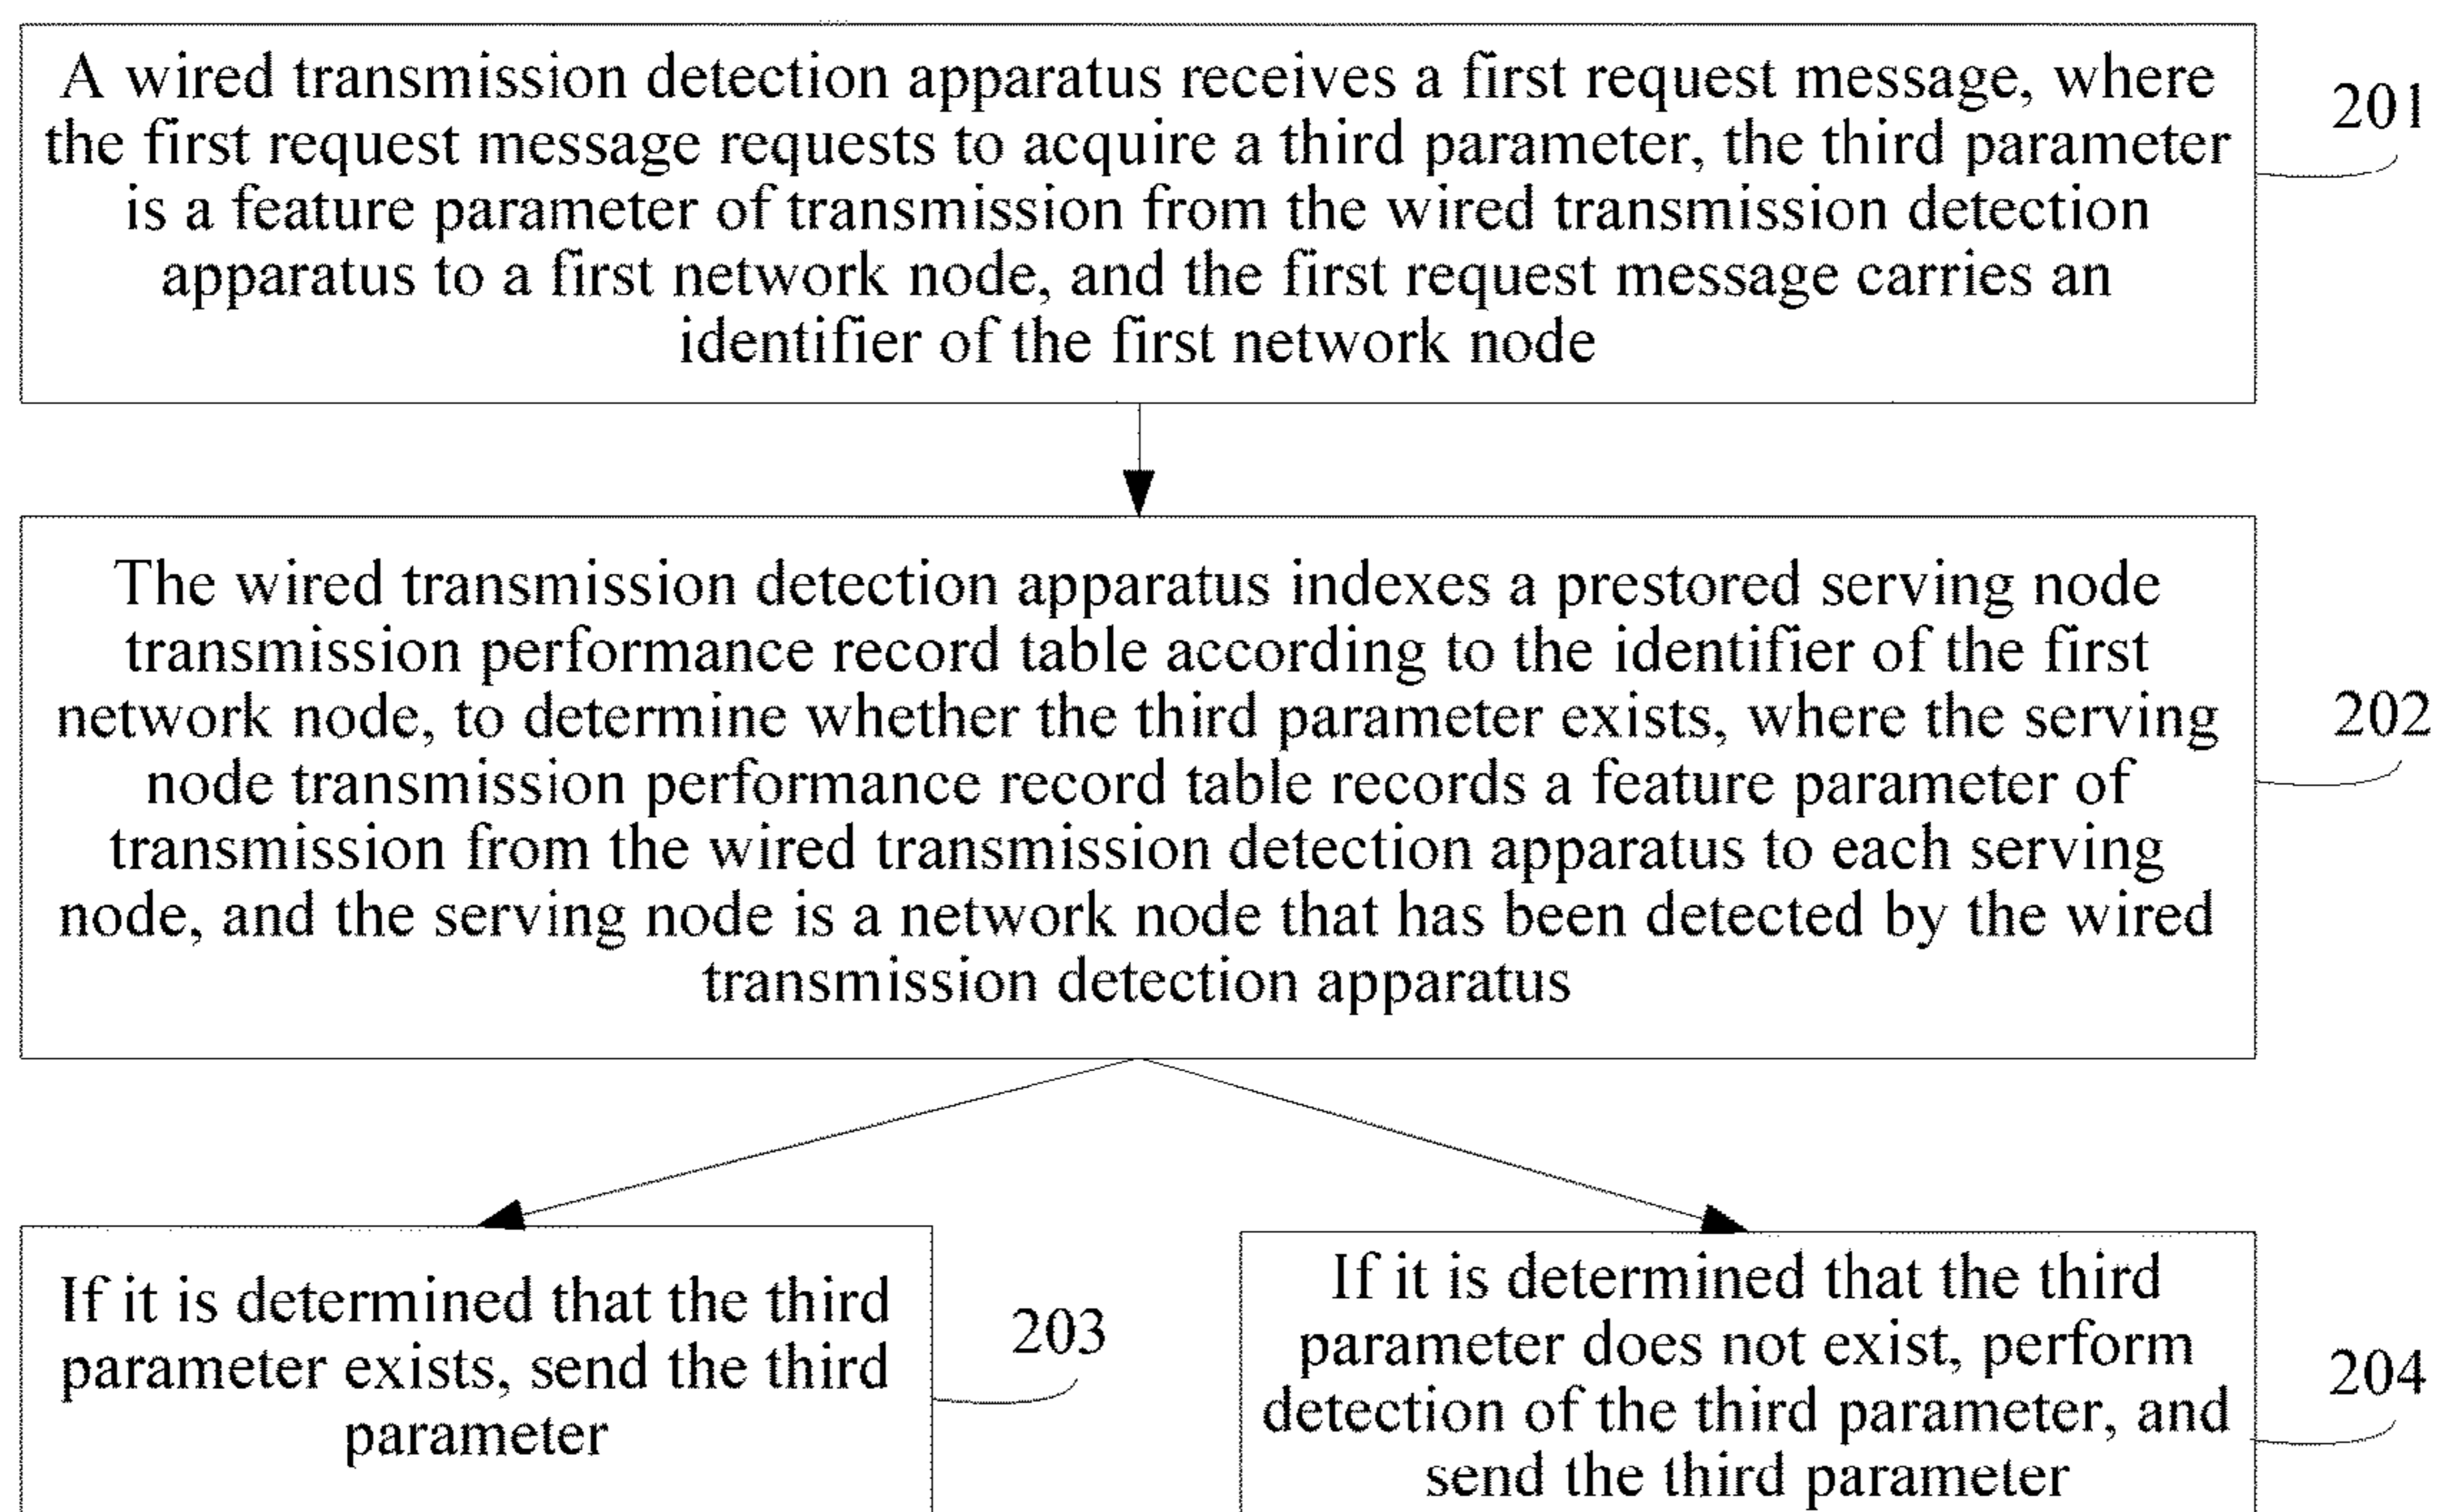 A wired transmission detection apparatus receives a first request message, where
the first request message requests to acquire a third parameter, the third parameter
is a feature parameter of transmission from the wired transmission detection
apparatus to a first network node, and the first request message carries an
identifier of the first network node
201
The wired transmission detection apparatus indexes a prestored serving node
transmission performance record table according to the identifier of the first
network node, to determine whether the third parameter exists, where the serving
node transmission performance record table records a feature parameter of
transmission from the wired transmission detection apparatus to each serving
node, and the serving node is a network node that has been detected by the wired
transmission detection apparatus
202
If it is determined that the third
parameter exists, send the third
parameter
203
If it is determined that the third
parameter does not exist, perform
detection of the third parameter, and
send the third parameter
204